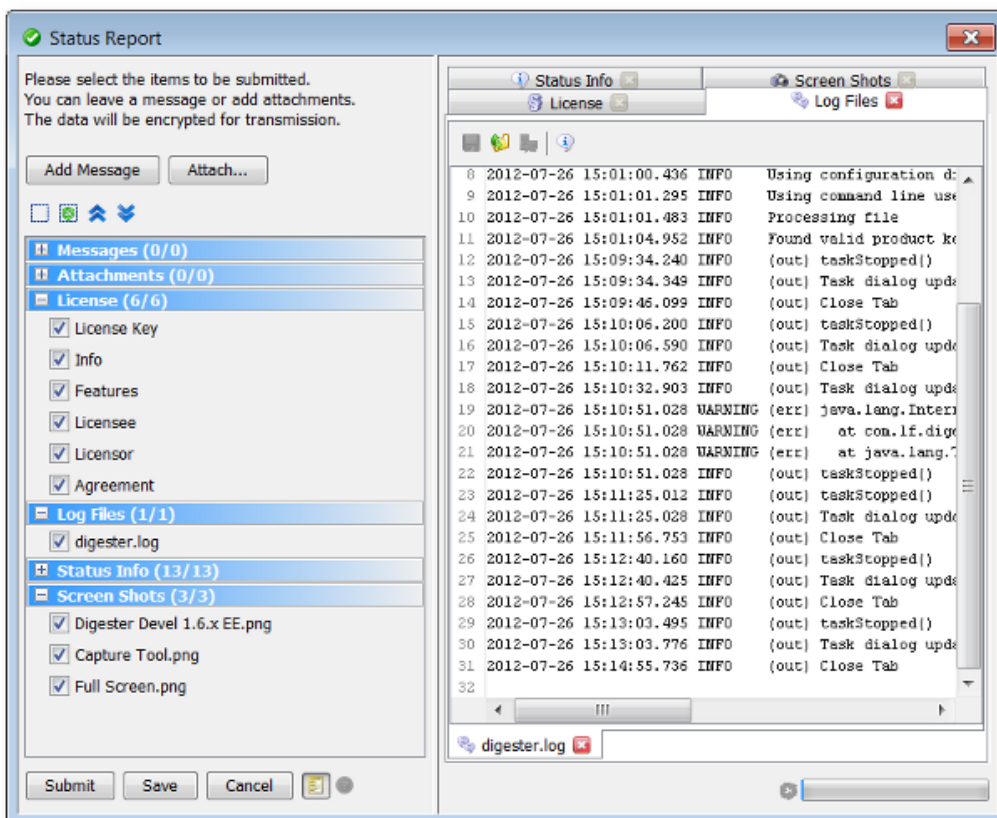 Status Report
Please select the items to be submitted.
You can leave a message or add attachments.
The data will be encrypted for transmission.
Add Message Attach...
Messages (0/0)
Attachments (0/0)
License (6/6)
License Key
Info
Features
Licensee
Licensor
Agreement
Log Files (1/1)
digester.log
Status Info (13/13)
Screen Shots (3/3)
Digester Devel 1.6.x EE.png
Capture Tool.png
Full Screen.png
Submit Save Cancel
Status Info Screen Shots
License Log Files
8 2012-07-26 15:01:00.436 INFO Using configuration d
9 2012-07-26 15:01:01.295 INFO Using command line use
10 2012-07-26 15:01:01.483 INFO Processing file
11 2012-07-26 15:01:04.952 INFO Found valid product ke
12 2012-07-26 15:09:34.240 INFO (out) taskStopped()
13 2012-07-26 15:09:34.349 INFO (out) Task dialog upda
14 2012-07-26 15:09:46.099 INFO (out) Close Tab
15 2012-07-26 15:10:06.200 INFO (out) taskStopped()
16 2012-07-26 15:10:06.590 INFO (out) Task dialog upda
17 2012-07-26 15:10:11.762 INFO (out) Close Tab
18 2012-07-26 15:10:32.903 INFO (out) Task dialog upda
19 2012-07-26 15:10:51.028 WARNING (err) java.lang.Interr
20 2012-07-26 15:10:51.028 WARNING (err) at com.lf.dige
21 2012-07-26 15:10:51.028 WARNING (err) at java.lang.T
22 2012-07-26 15:10:51.028 INFO (out) taskStopped()
23 2012-07-26 15:11:25.012 INFO (out) taskStopped()
24 2012-07-26 15:11:25.028 INFO (out) Task dialog upda
25 2012-07-26 15:11:56.753 INFO (out) Close Tab
26 2012-07-26 15:12:40.160 INFO (out) taskStopped()
27 2012-07-26 15:12:40.425 INFO (out) Task dialog upda
28 2012-07-26 15:12:57.245 INFO (out) Close Tab
29 2012-07-26 15:13:03.495 INFO (out) taskStopped()
30 2012-07-26 15:13:03.776 INFO (out) Task dialog upda
31 2012-07-26 15:14:55.736 INFO (out) Close Tab
32
digester.log